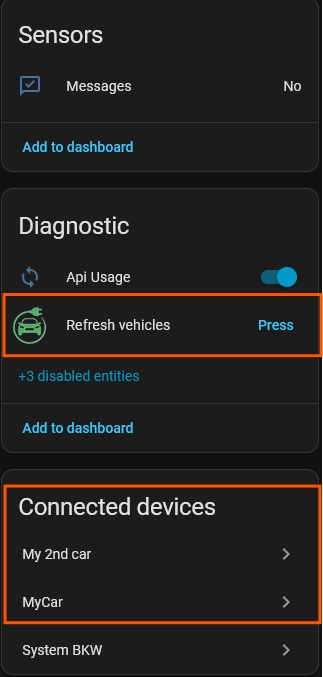 Sensors
Messages No
Add to dashboard
Diagnostic
Api Usage
Refresh vehicles Press
+3 disabled entities
Add to dashboard
Connected devices
My 2nd car
MyCar
System BKW